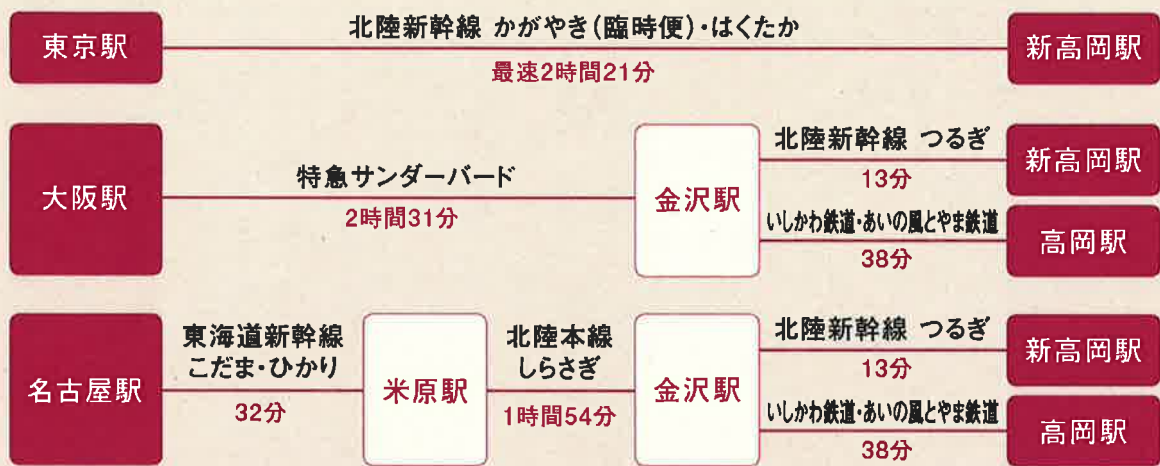 東京駅
北陸新幹線 かがやき(臨時便)・はくたか
最速2時間21分
新高岡駅
大阪駅
特急サンダーバード
2時間31分
金沢駅
北陸新幹線 つるぎ
13分
新高岡駅
いしかわ鉄道・あいの風とやま鉄道
38分
高岡駅
名古屋駅
東海道新幹線
こだま・ひかり
32分
米原駅
北陸本線
しらさぎ
1時間54分
金沢駅
北陸新幹線 つるぎ
13分
新高岡駅
いしかわ鉄道・あいの風とやま鉄道
38分
高岡駅